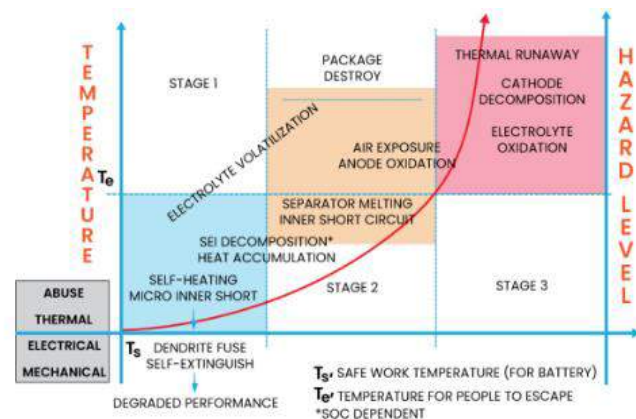 TEMPERATURE
HAZARD LEVEL
STAGE 1
PACKAGE
DESTROY
THERMAL RUNAWAY
CATHODE
DECOMPOSITION
ELECTROLYTE
OXIDATION
ELECTROLYTE VOLATILIZATION
AIR EXPOSURE
ANODE OXIDATION
Te
SEPARATOR MELTING
INNER SHORT CIRCUIT
SEI DECOMPOSITION*
HEAT ACCUMULATION
SELF-HEATING
MICRO INNER SHORT
STAGE 2
STAGE 3
ABUSE
THERMAL
ELECTRICAL
MECHANICAL
Ts
DENDRITE FUSE
SELF-EXTINGUISH
DEGRADED PERFORMANCE
Ts, SAFE WORK TEMPERATURE (FOR BATTERY)
Te, TEMPERATURE FOR PEOPLE TO ESCAPE
*SOC DEPENDENT